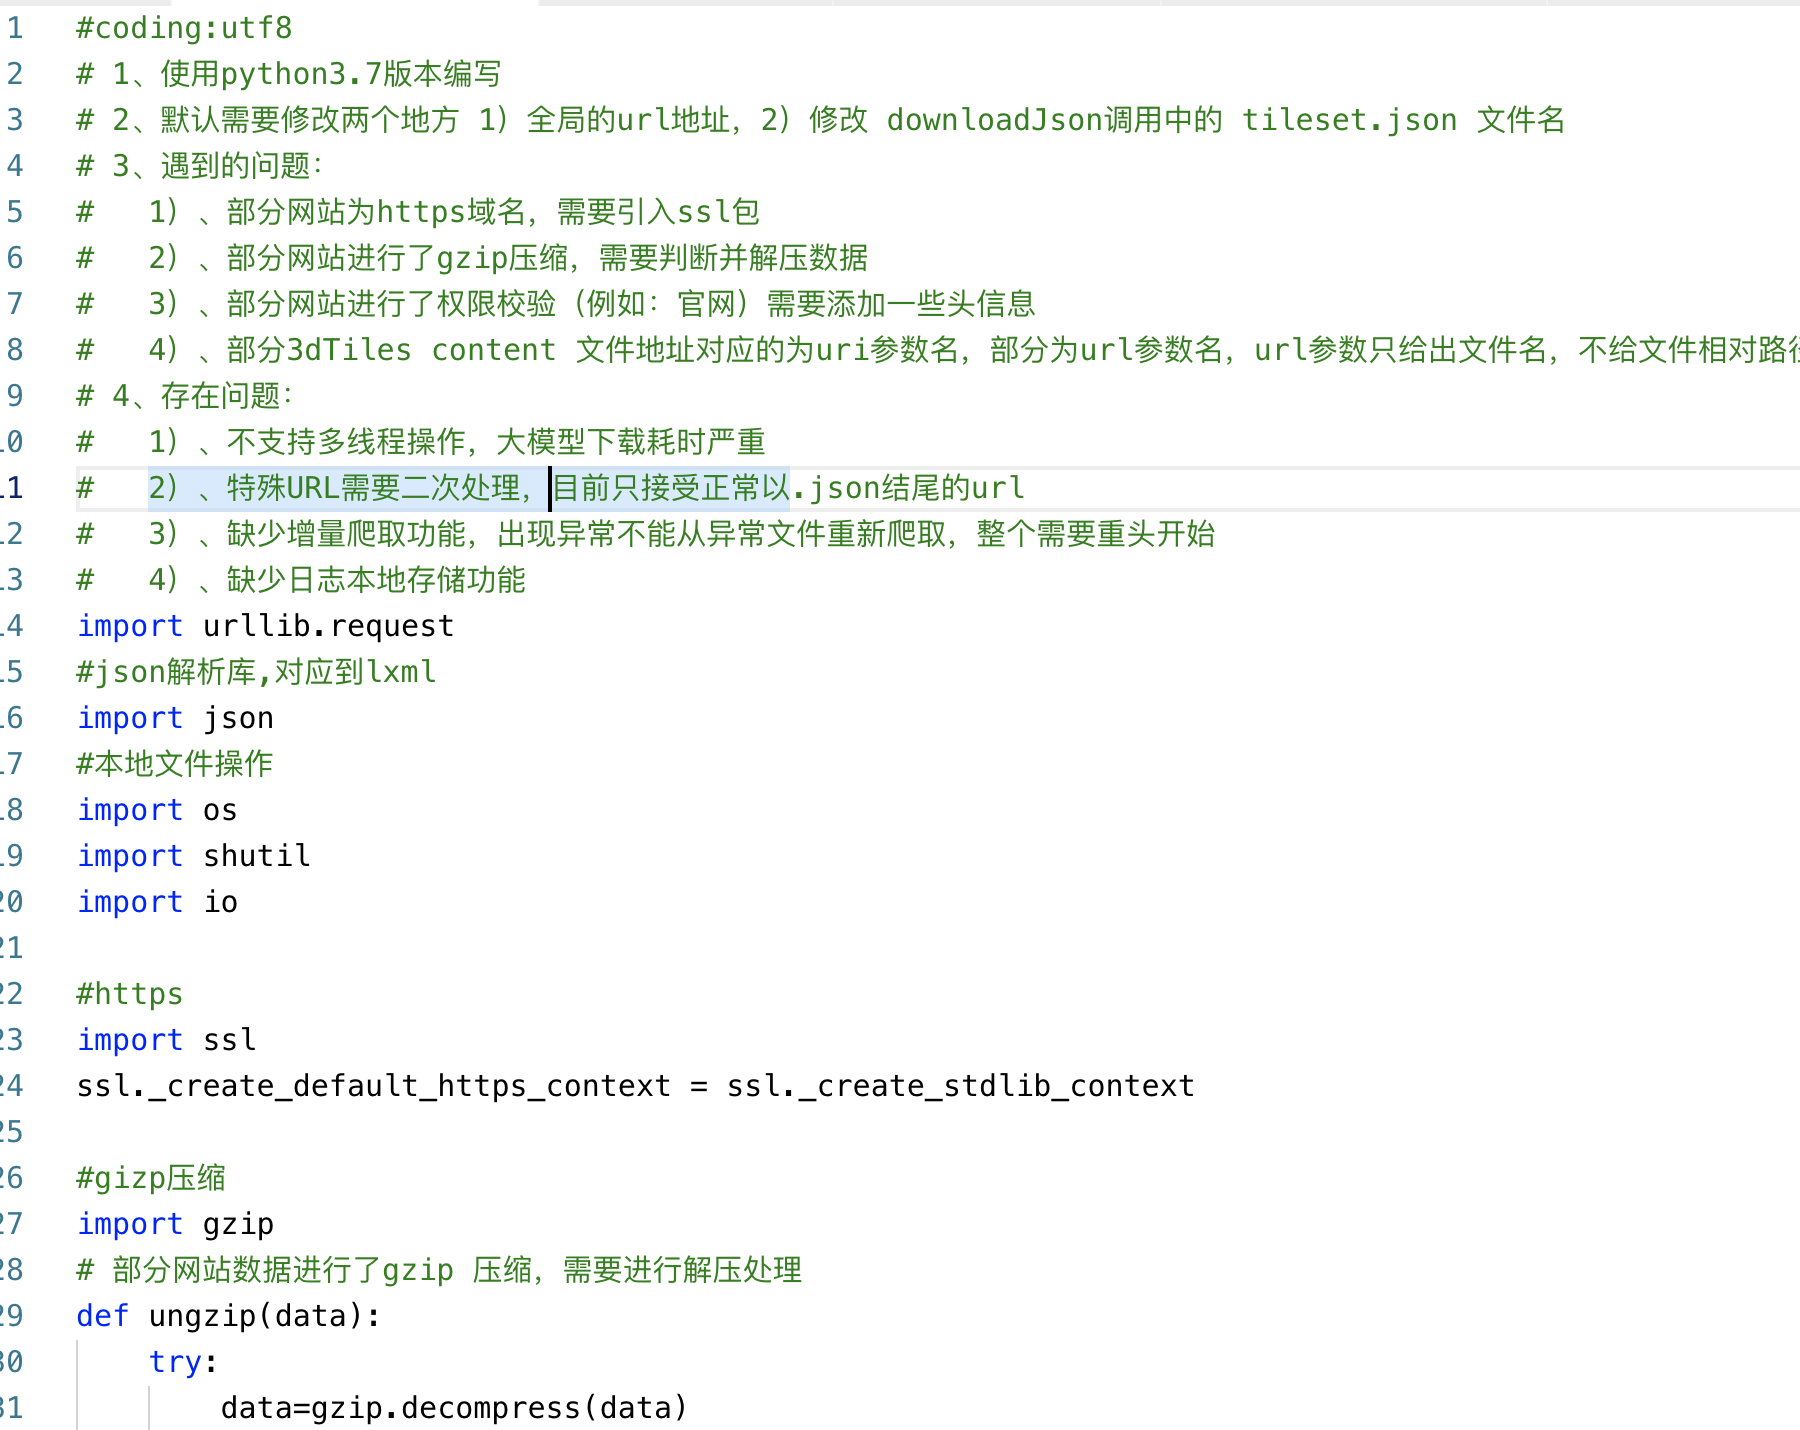 1 #coding:utf8
2 # 1、使用python3.7版本编写
3 # 2、默认需要修改两个地方 1）全局的url地址，2）修改 downloadJson调用中的 tileset.json 文件名
4 # 3、遇到的问题：
5 #   1）、部分网站为https域名，需要引入ssl包
6 #   2）、部分网站进行了gzip压缩，需要判断并解压数据
7 #   3）、部分网站进行了权限校验（例如：官网）需要添加一些头信息
8 #   4）、部分3dTiles content 文件地址对应的为uri参数名，部分为url参数名，url参数只给出文件名，不给文件相对路径
9 # 4、存在问题：
10 #   1）、不支持多线程操作，大模型下载耗时严重
11 #   2）、特殊URL需要二次处理，目前只接受正常以.json结尾的url
12 #   3）、缺少增量爬取功能，出现异常不能从异常文件重新爬取，整个需要重头开始
13 #   4）、缺少日志本地存储功能
14 import urllib.request
15 #json解析库,对应到lxml
16 import json
17 #本地文件操作
18 import os
19 import shutil
20 import io
21
22 #https
23 import ssl
24 ssl._create_default_https_context = ssl._create_stdlib_context
25
26 #gizp压缩
27 import gzip
28 # 部分网站数据进行了gzip 压缩，需要进行解压处理
29 def ungzip(data):
30     try:
31         data=gzip.decompress(data)